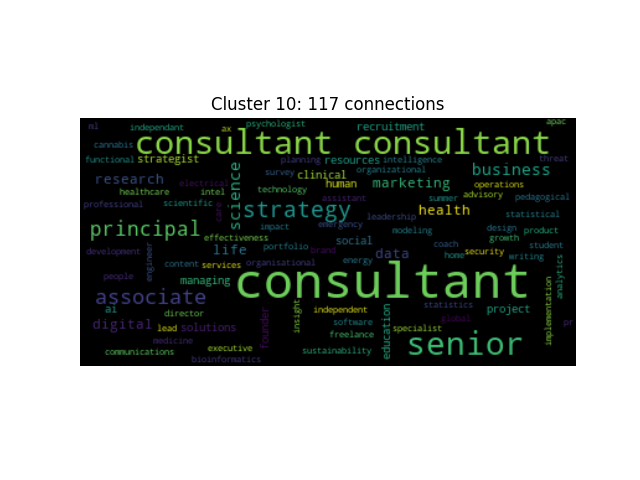 Cluster 10: 117 connections
ml independant ax psychologist recruitment apac
consultant consultant
cannabis
functional strategist planning resources intelligence organizational threat
research electrical science survey clinical human marketing business
healthcare intel technology assistant operations
professional scientific care strategy health advisory summer pedagogical
leadership statistical
principal impact emergency modeling design product
effectiveness social coach growth student
development engineer life portfolio brand data home security writing
content services organisational energy analytics
people managing consultant
associate insight independent statistics project implementation
ai director founder software education global
digital lead solutions freelance specialist pr
medicine executive senior
communications bioinformatics sustainability